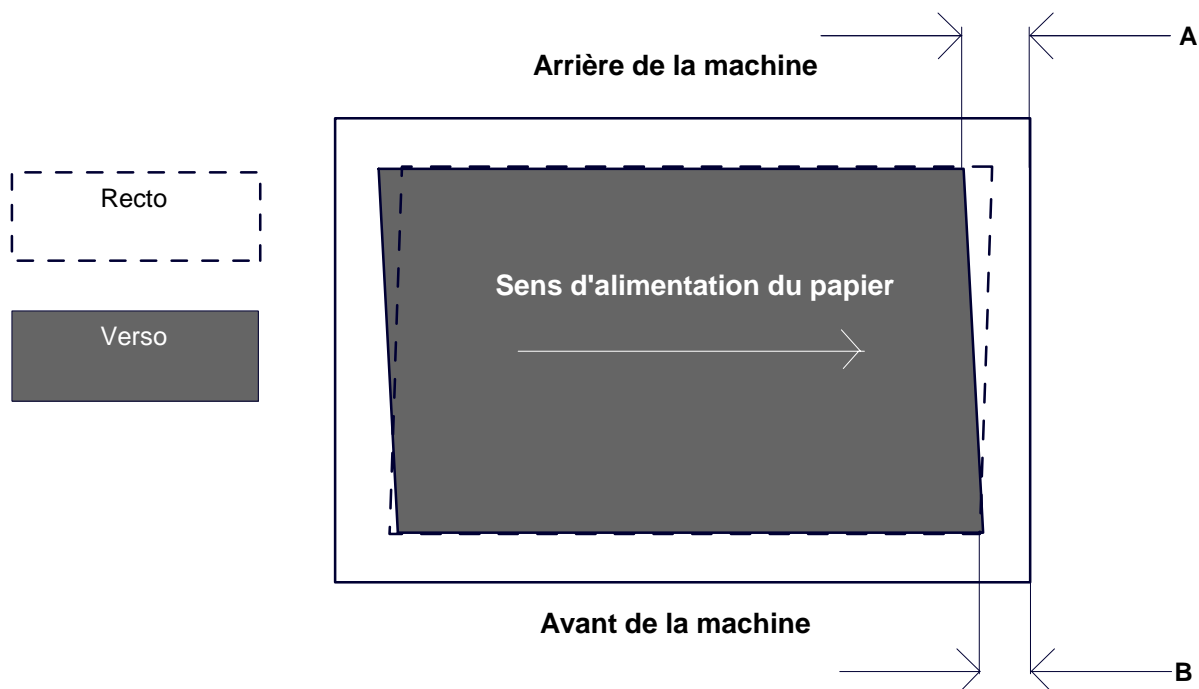 A
Arrière de la machine
Recto
Sens d'alimentation du papier
Verso
Avant de la machine
B